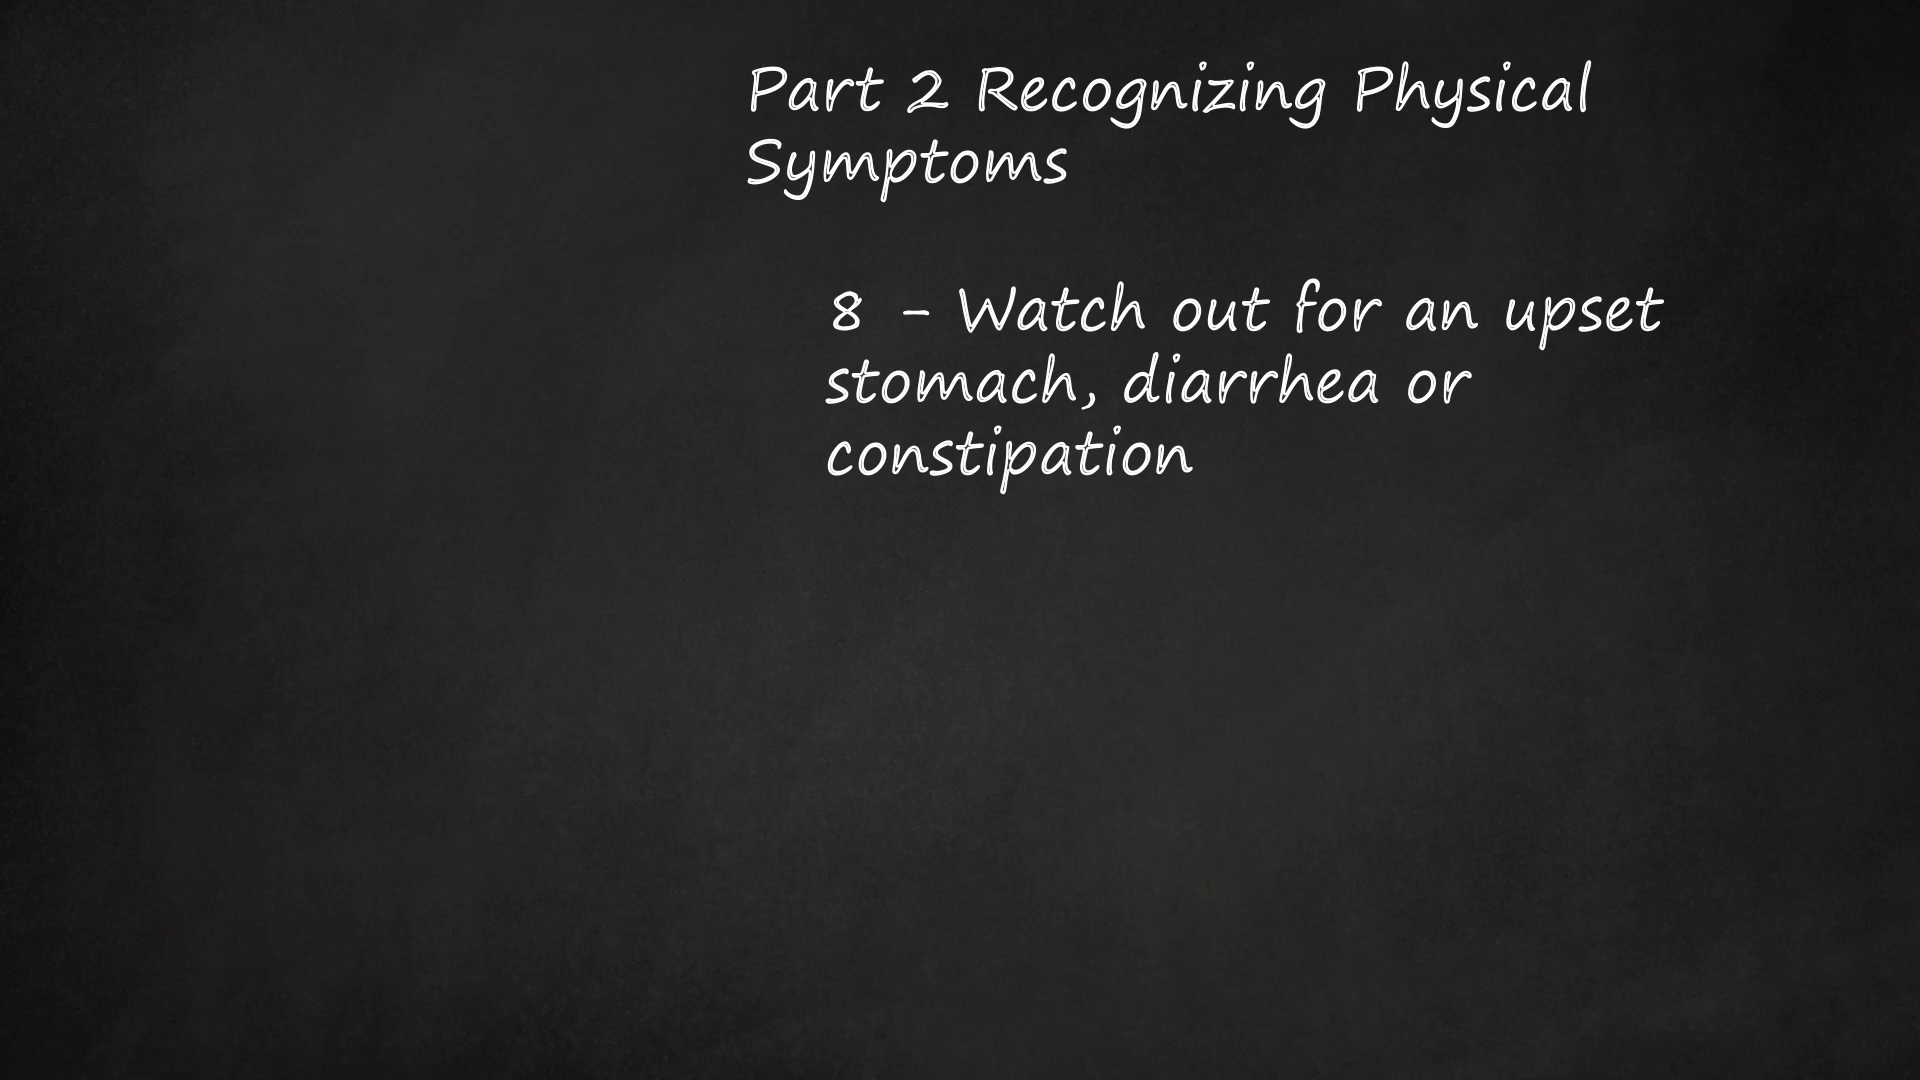 Part 2 Recognizing Physical
Symptoms
8 - Watch out for an upset
stomach, diarrhea or
constipation